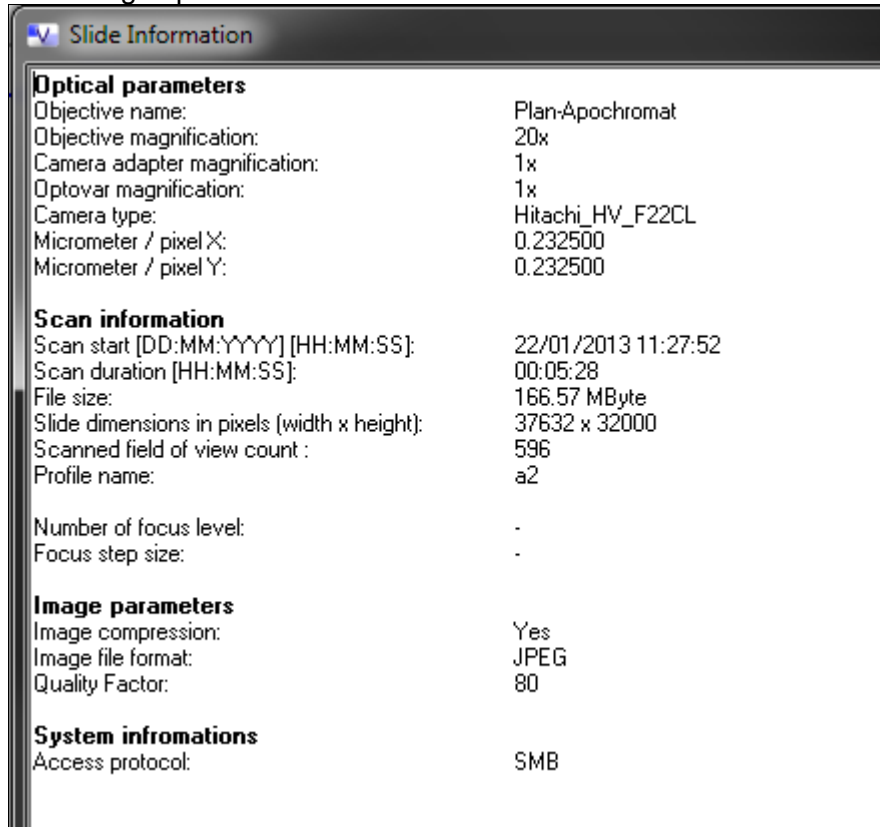 Slide Information
Optical parameters
Objective name: Plan-Apochromat
Objective magnification: 20x
Camera adapter magnification: 1x
Optovar magnification: 1x
Camera type: Hitachi_HV_F22CL
Micrometer / pixel X: 0.232500
Micrometer / pixel Y: 0.232500
Scan information
Scan start [DD:MM:YYYY] [HH:MM:SS]: 22/01/2013 11:27:52
Scan duration [HH:MM:SS]: 00:05:28
File size: 166.57 MByte
Slide dimensions in pixels (width x height): 37632 x 32000
Scanned field of view count : 596
Profile name: a2
Number of focus level: -
Focus step size: -
Image parameters
Image compression: Yes
Image file format: JPEG
Quality Factor: 80
System infromations
Access protocol: SMB